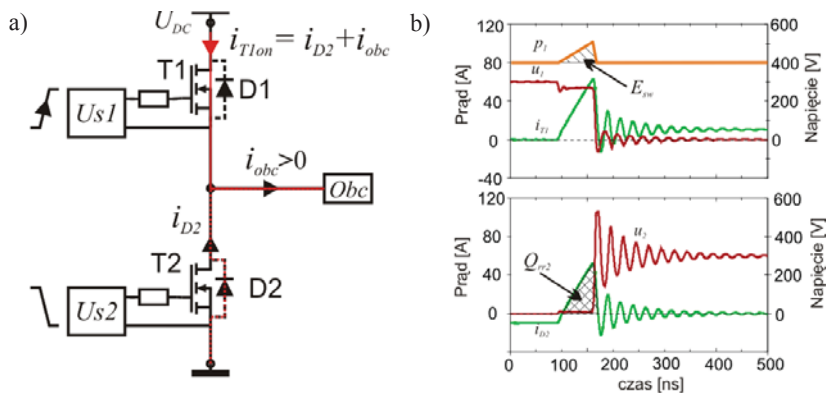 a)
U_DC
i_T1on = i_D2 + i_obc
T1
D1
Us1
i_obc>0
Obc
i_D2
T2
D2
Us2
b)
Prąd [A]
120
80
40
0
-40
p_1
u_1
E_sw
i_T1
600
400
200
0
Napięcie [V]
Prąd [A]
120
80
40
0
-40
u_2
Q_rr2
i_D2
600
400
200
0
Napięcie [V]
0 100 200 300 400 500
czas [ns]